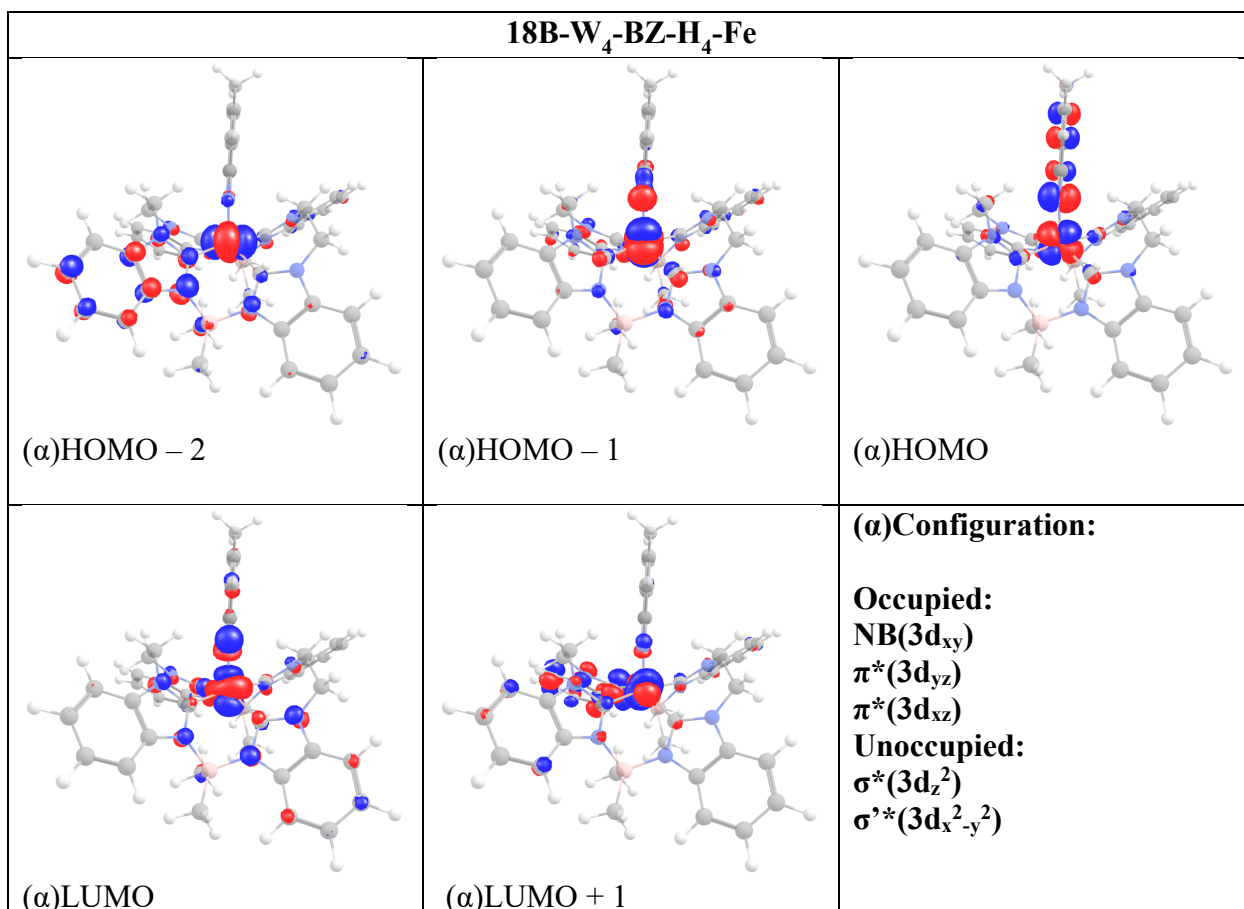 18B-W₄-BZ-H₄-Fe
(α)HOMO – 2
(α)HOMO – 1
(α)HOMO
(α)LUMO
(α)LUMO + 1
(α)Configuration:
Occupied:
NB(3dxy)
π*(3dyz)
π*(3dxz)
Unoccupied:
σ*(3dz²)
σ’*(3dx²-y²)